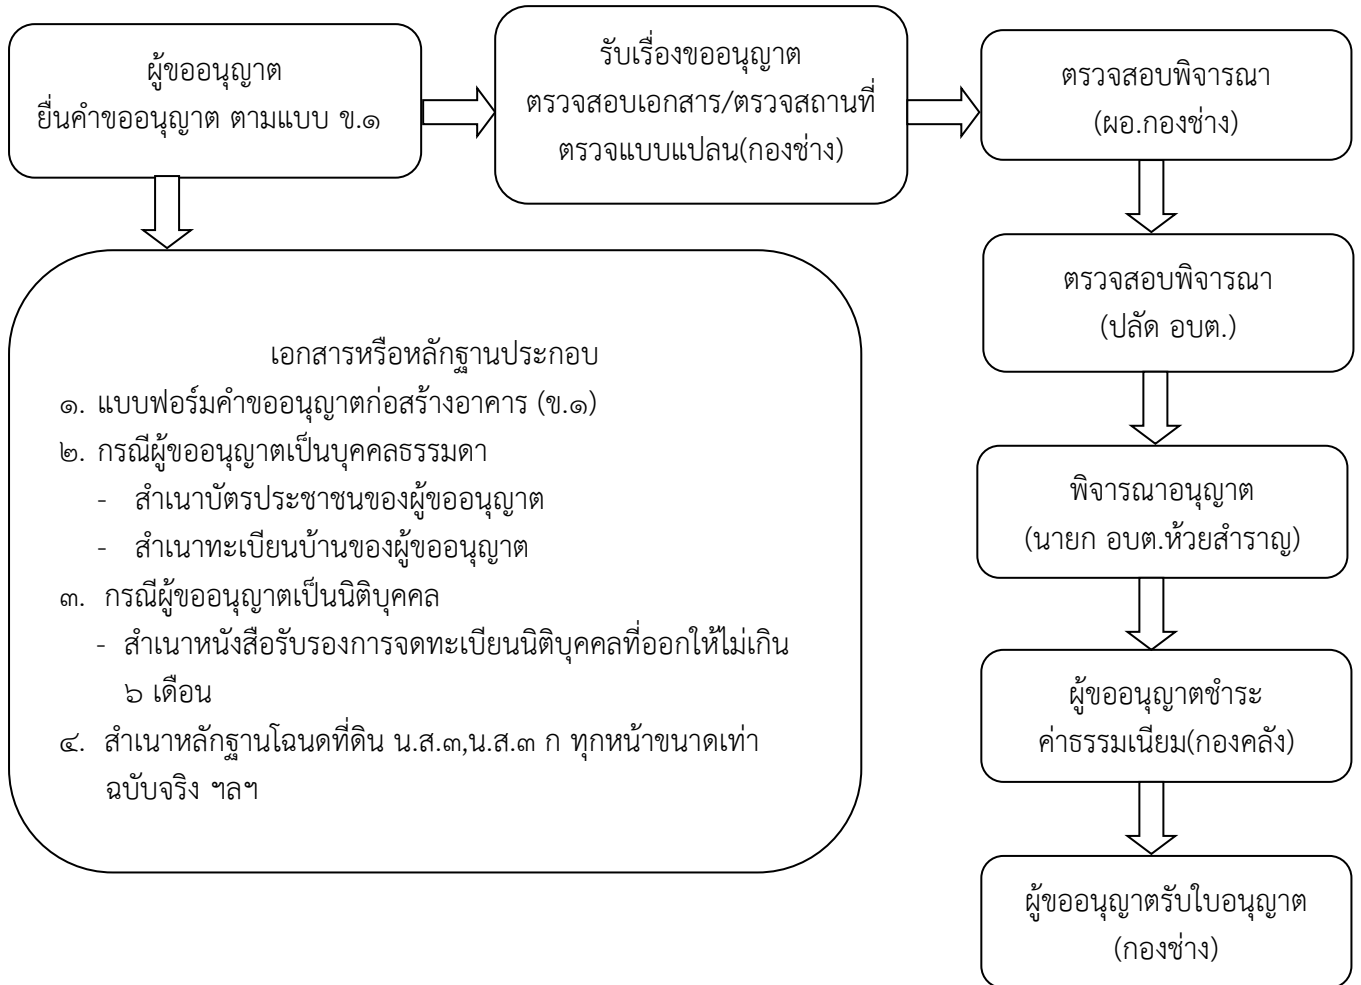 ผู้ขออนุญาต
ยื่นคำขออนุญาต ตามแบบ ข.๑
รับเรื่องขออนุญาต
ตรวจสอบเอกสาร/ตรวจสถานที่
ตรวจแบบแปลน(กองช่าง)
ตรวจสอบพิจารณา
(ผอ.กองช่าง)
ตรวจสอบพิจารณา
(ปลัด อบต.)
พิจารณาอนุญาต
(นายก อบต.ห้วยสำราญ)
ผู้ขออนุญาตชำระ
ค่าธรรมเนียม(กองคลัง)
ผู้ขออนุญาตรับใบอนุญาต
(กองช่าง)
เอกสารหรือหลักฐานประกอบ
๑. แบบฟอร์มคำขออนุญาตก่อสร้างอาคาร (ข.๑)
๒. กรณีผู้ขออนุญาตเป็นบุคคลธรรมดา
- สำเนาบัตรประชาชนของผู้ขออนุญาต
- สำเนาทะเบียนบ้านของผู้ขออนุญาต
๓. กรณีผู้ขออนุญาตเป็นนิติบุคคล
- สำเนาหนังสือรับรองการจดทะเบียนนิติบุคคลที่ออกให้ไม่เกิน
๖ เดือน
๔. สำเนาหลักฐานโฉนดที่ดิน น.ส.๓,น.ส.๓ ก ทุกหน้าขนาดเท่า
ฉบับจริง ฯลฯ